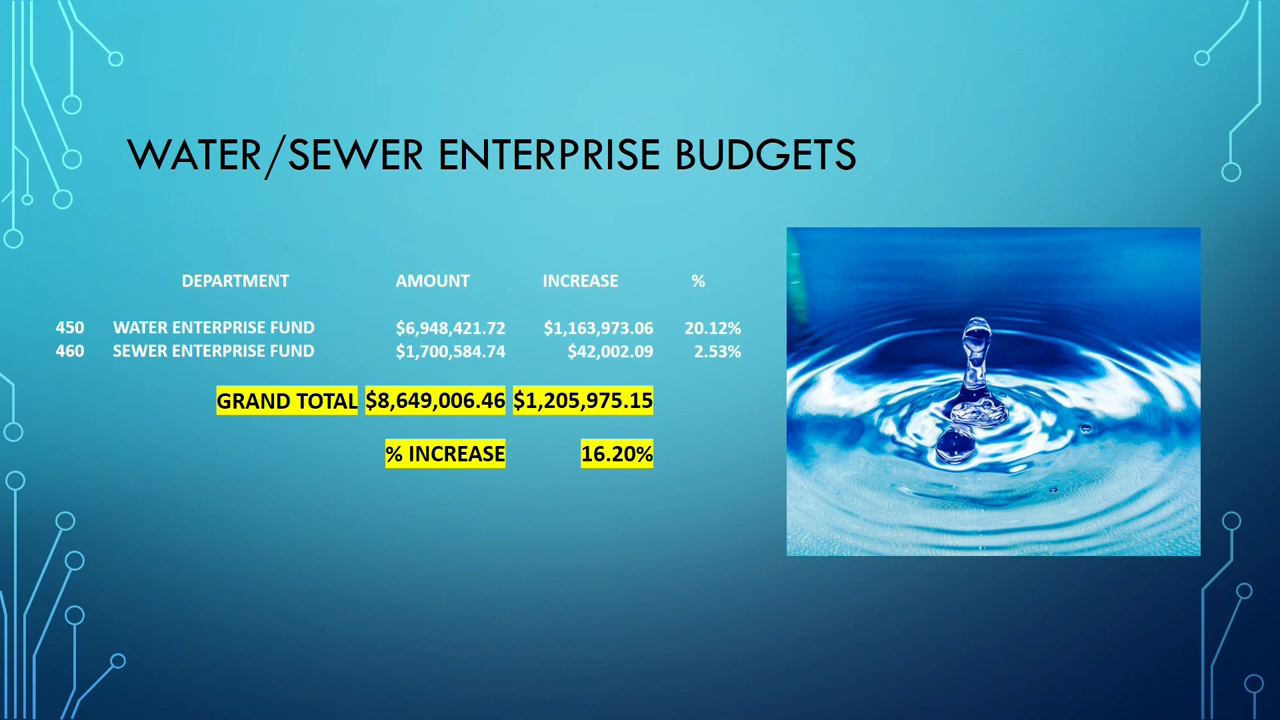 WATER/SEWER ENTERPRISE BUDGETS
DEPARTMENT AMOUNT INCREASE %
450 WATER ENTERPRISE FUND $6,948,421.72 $1,163,973.06 20.12%
460 SEWER ENTERPRISE FUND $1,700,584.74 $42,002.09 2.53%
GRAND TOTAL $8,649,006.46 $1,205,975.15
% INCREASE 16.20%